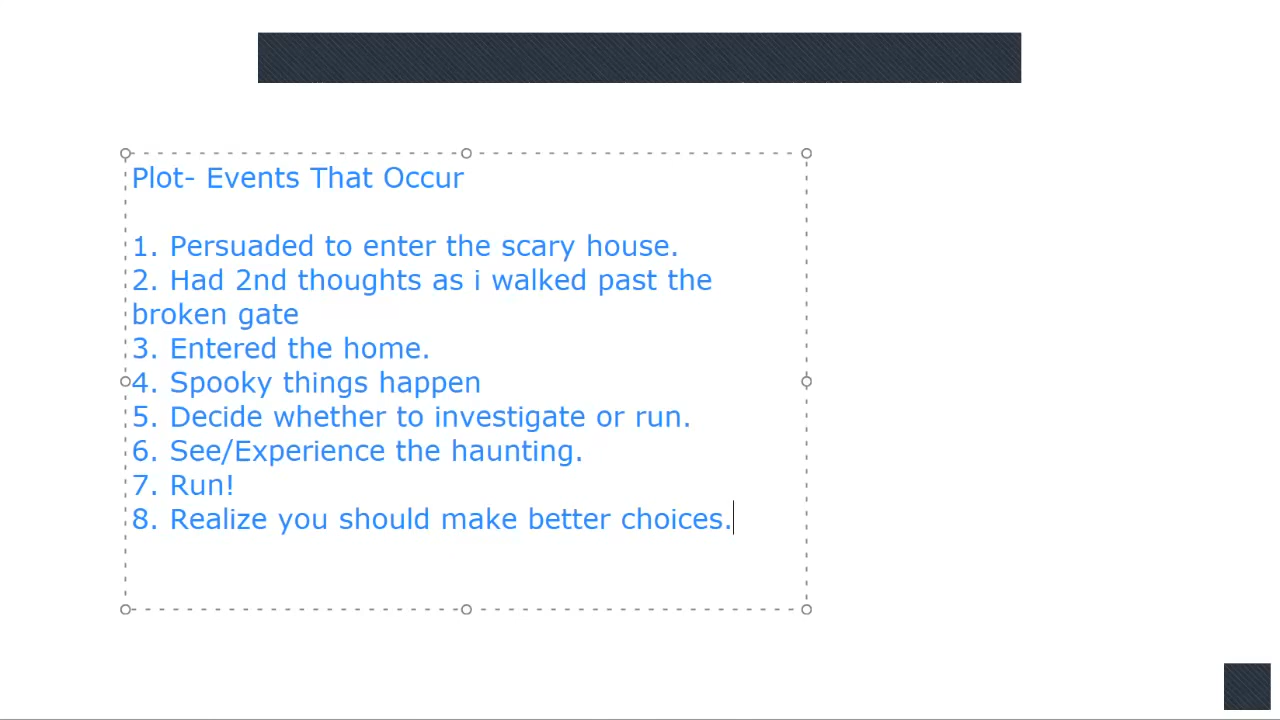 Plot- Events That Occur
1. Persuaded to enter the scary house.
2. Had 2nd thoughts as i walked past the
broken gate
3. Entered the home.
4. Spooky things happen
5. Decide whether to investigate or run.
6. See/Experience the haunting.
7. Run!
8. Realize you should make better choices.